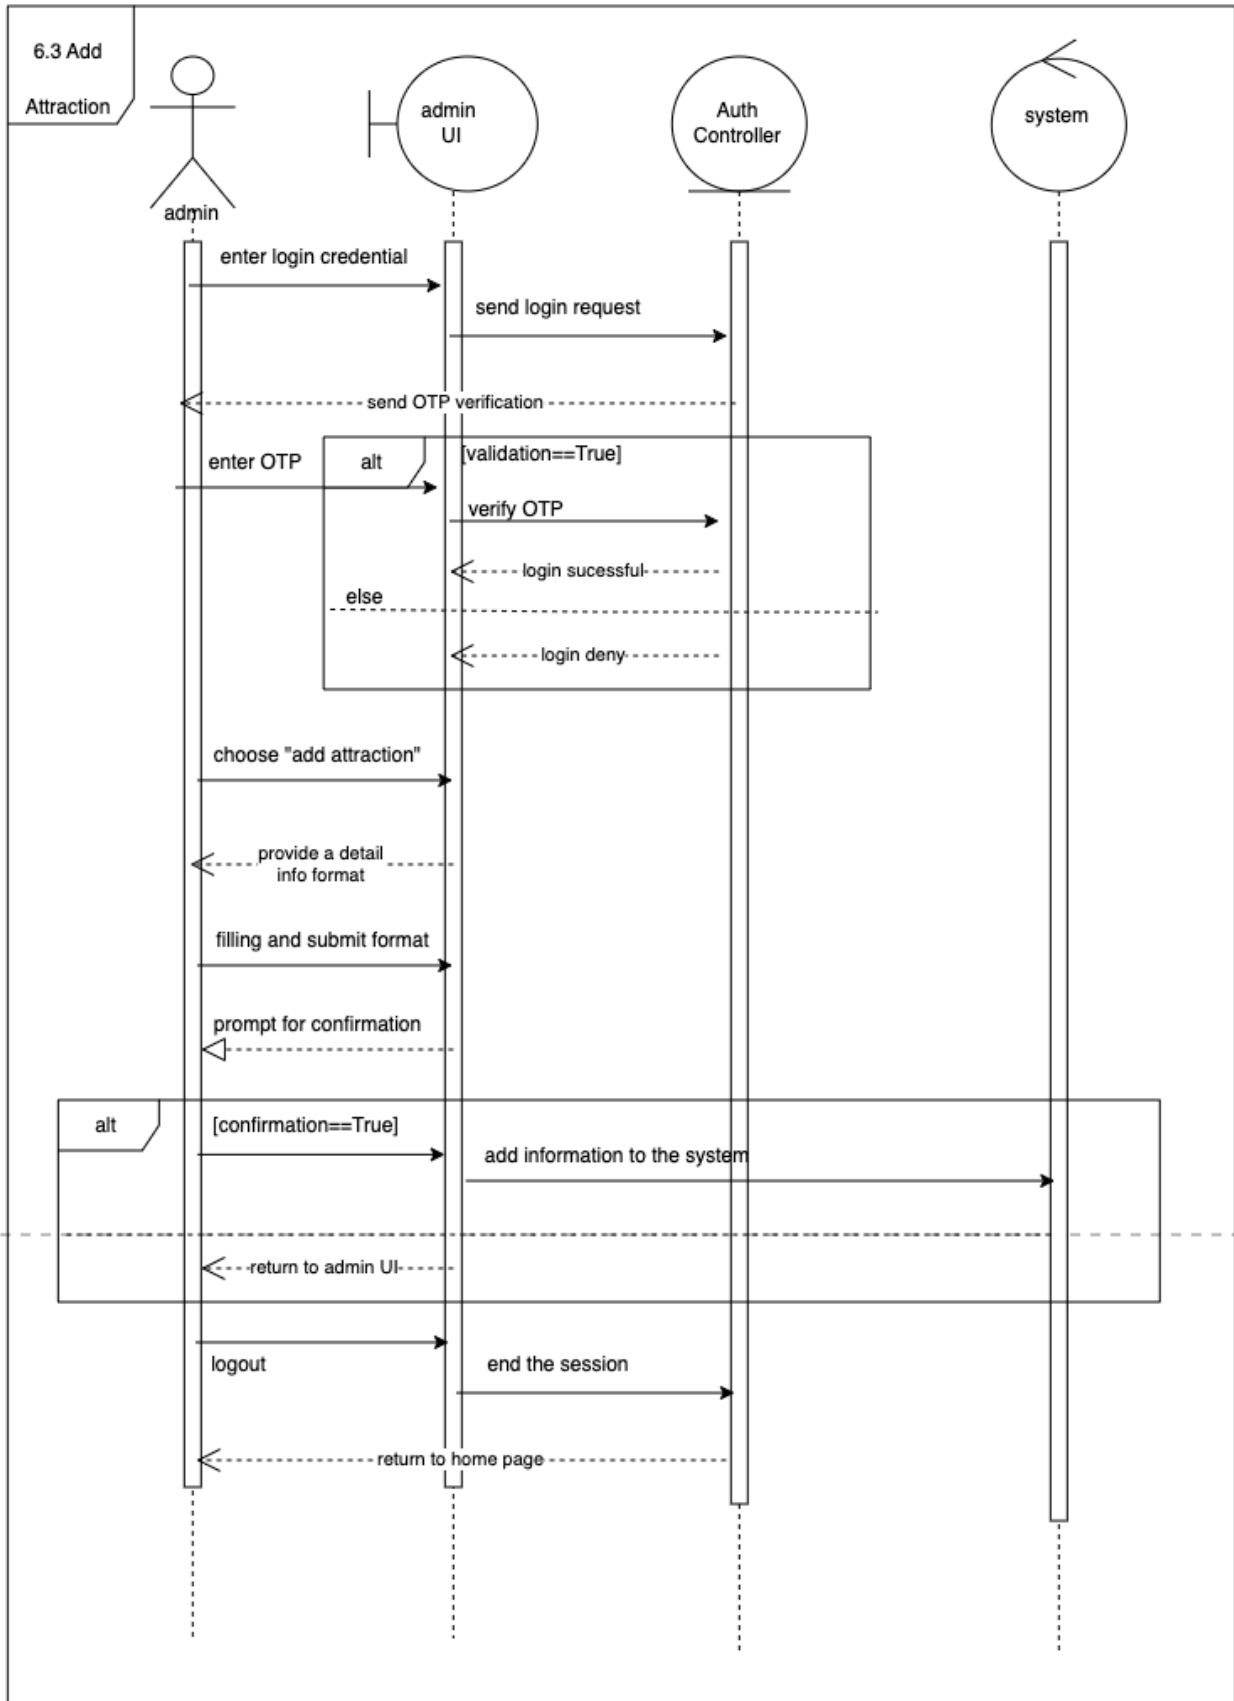 6.3 Add
Attraction
admin
admin
UI
Auth
Controller
system
enter login credential
send login request
send OTP verification
enter OTP
alt
[validation==True]
verify OTP
login sucessful
else
login deny
choose "add attraction"
provide a detail
info format
filling and submit format
prompt for confirmation
alt
[confirmation==True]
add information to the system
return to admin UI
logout
end the session
return to home page